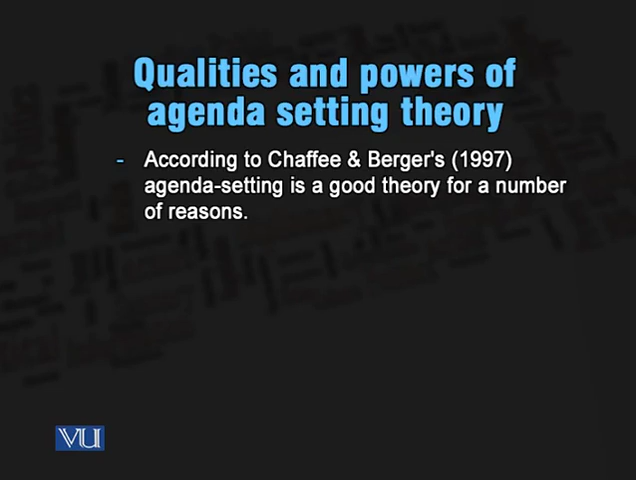 Qualities and powers of
agenda setting theory
- According to Chaffee & Berger's (1997)
agenda-setting is a good theory for a number
of reasons.
VU